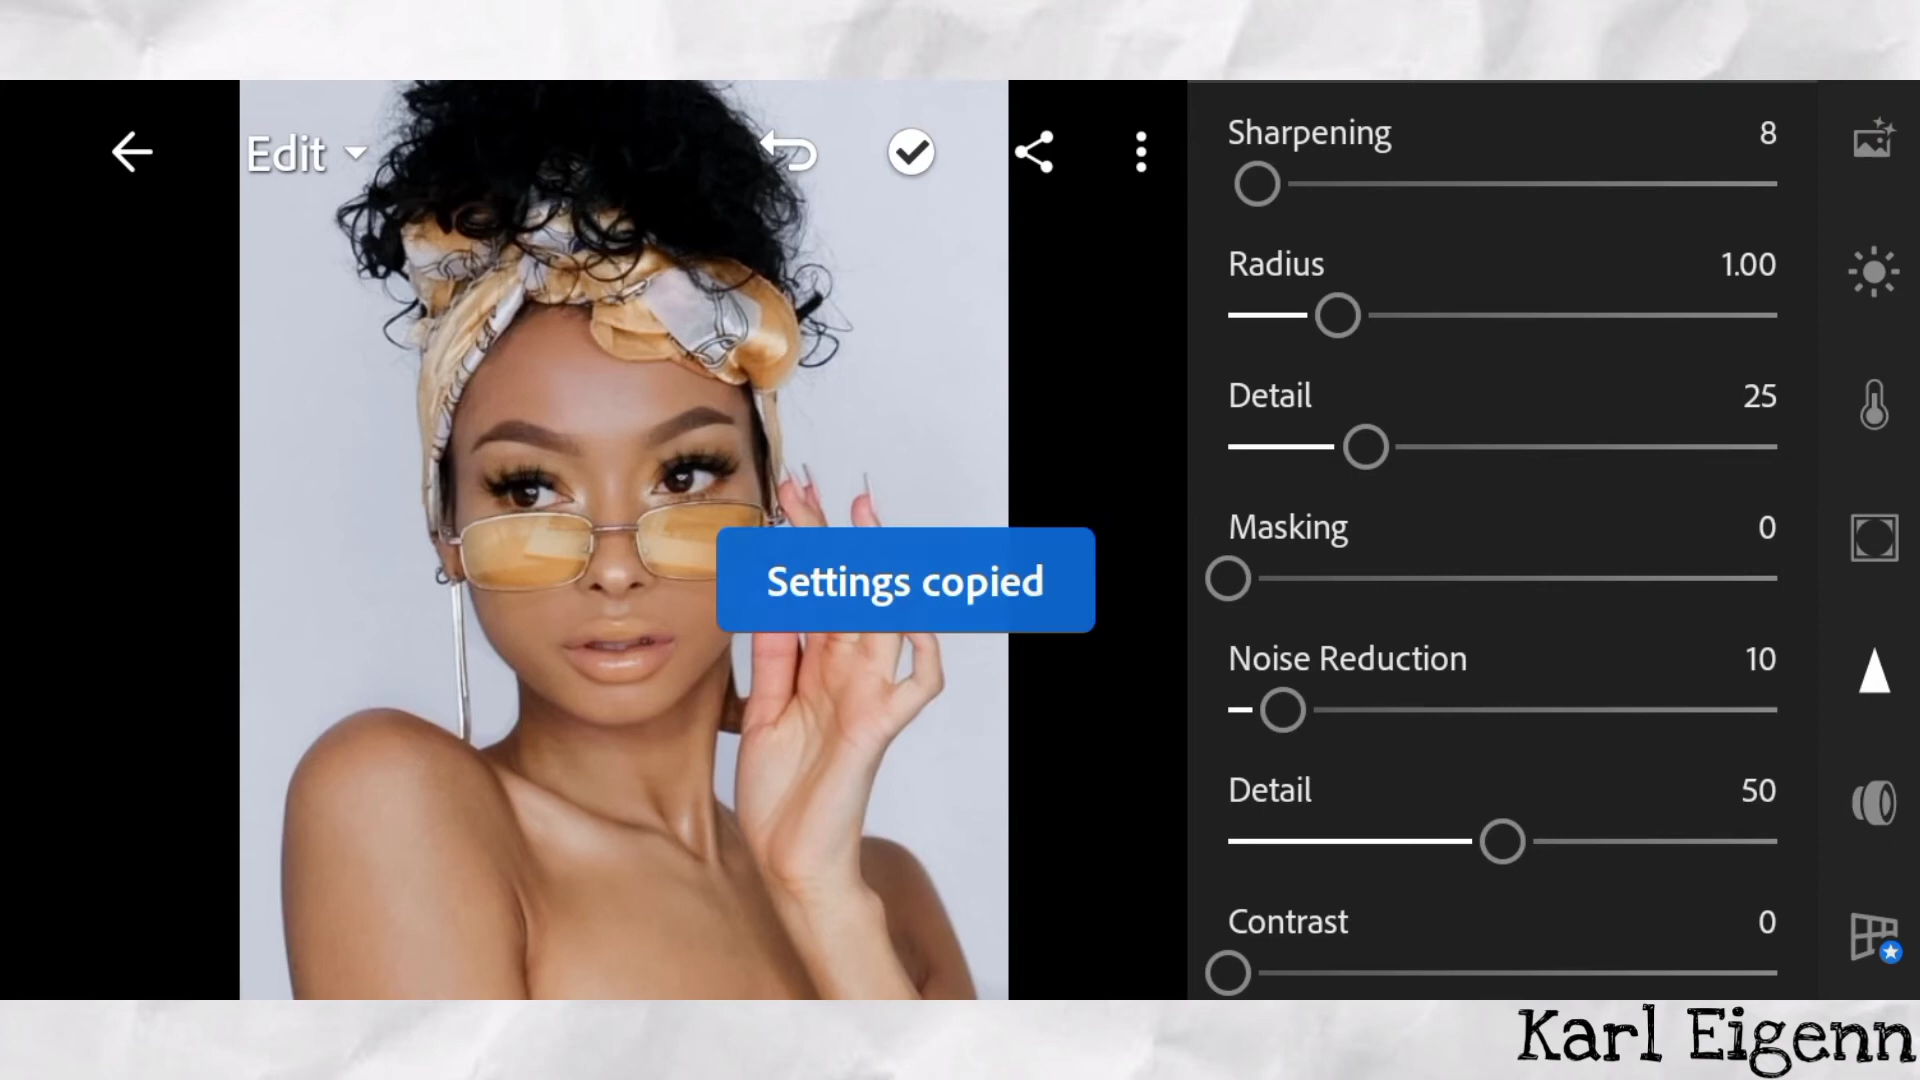 Edit
Sharpening 8
Radius 1.00
Detail 25
Masking 0
Settings copied
Noise Reduction 10
Detail 50
Contrast 0
Karl Eigenn